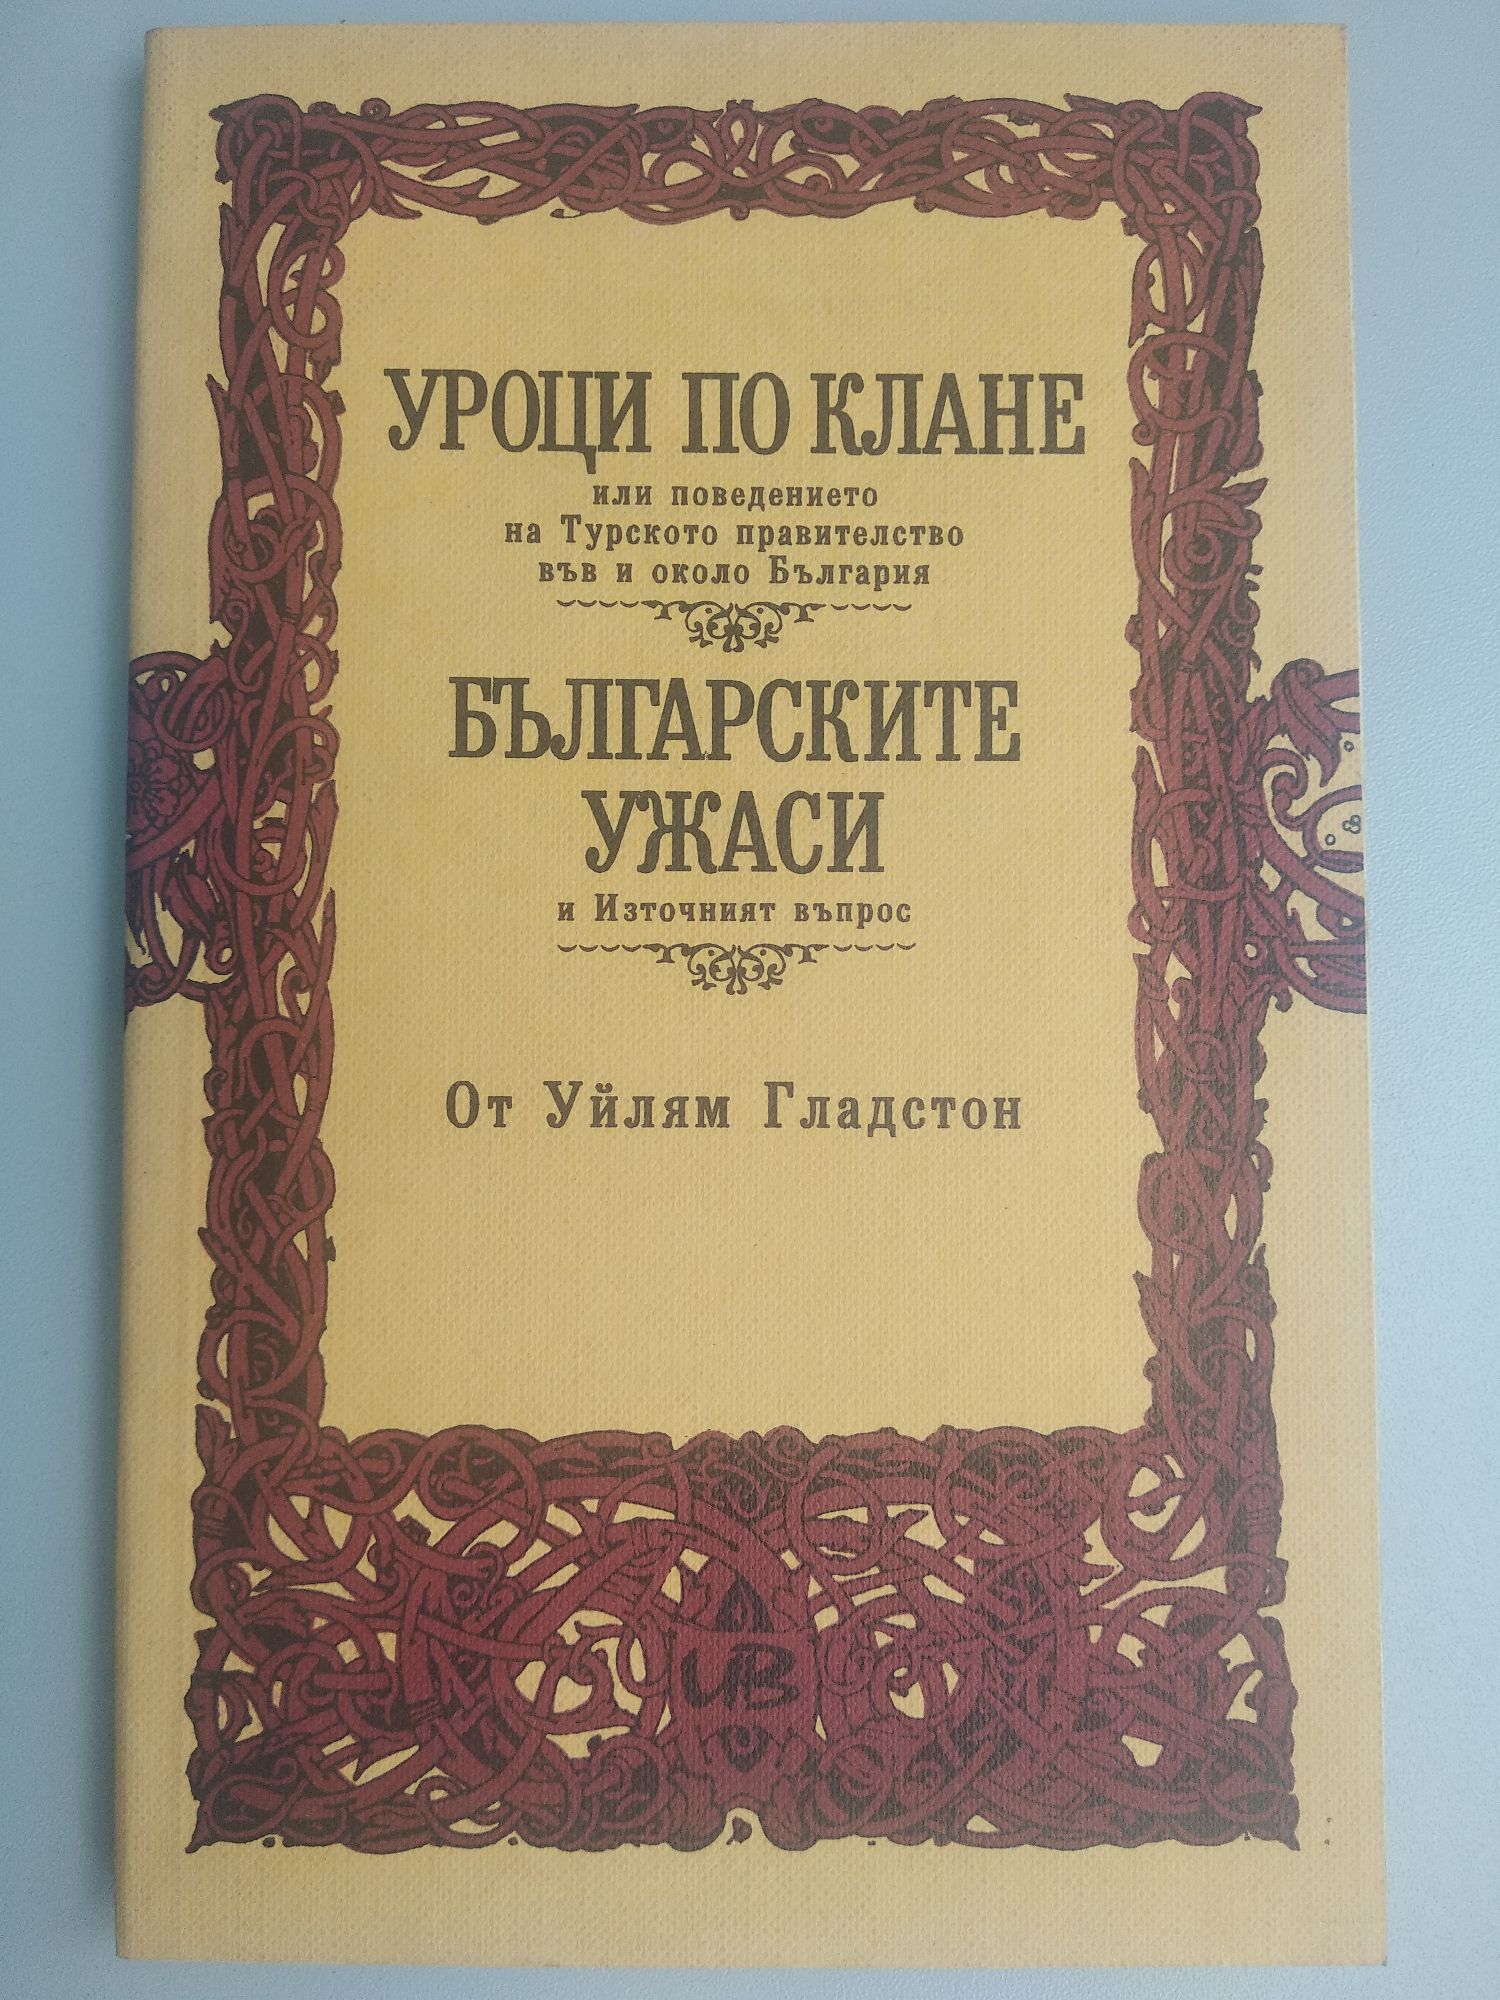 УРОЦИ ПО КЛАНЕ
или поведението
на Турското правителство
във и около България
БЪЛГАРСКИТЕ
УЖАСИ
и Източният въпрос
От Уйлям Гладстон